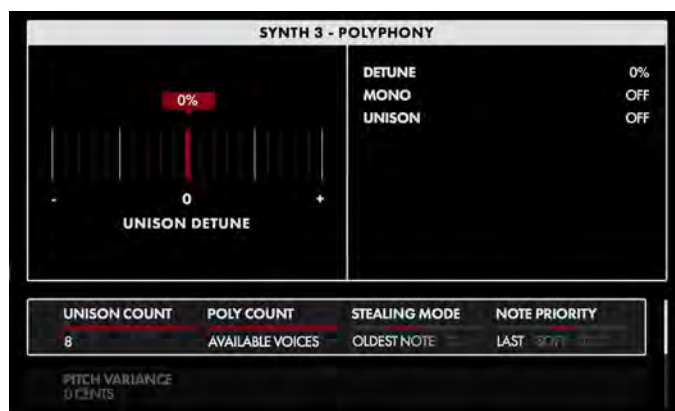 SYNTH 3 - POLYPHONY
0%
- 0 +
UNISON DETUNE
DETUNE 0%
MONO OFF
UNISON OFF
UNISON COUNT POLY COUNT STEALING MODE NOTE PRIORITY
8 AVAILABLE VOICES OLDEST NOTE LAST
PITCH VARIANCE
0 CENTS